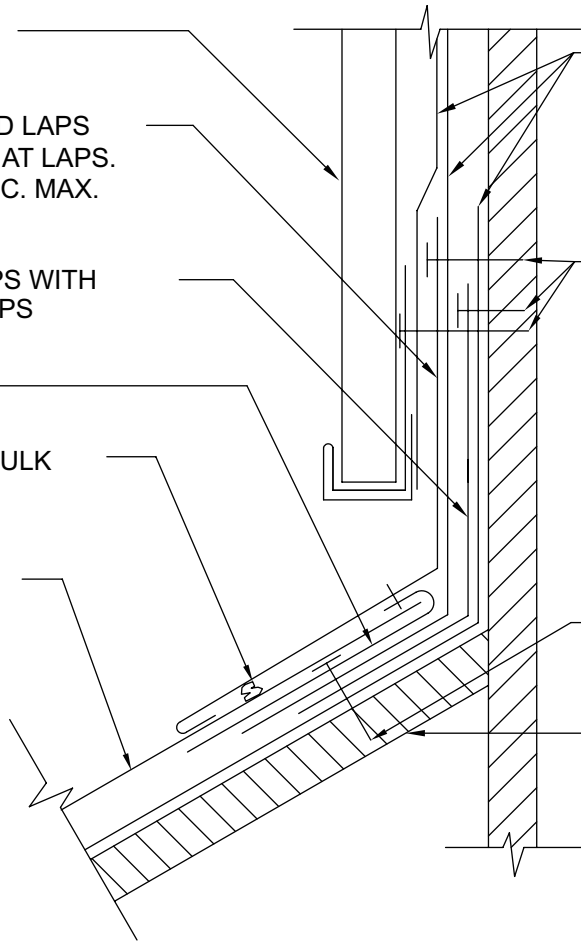 D LAPS
AT LAPS.
C. MAX.
PS WITH
PS
ULK